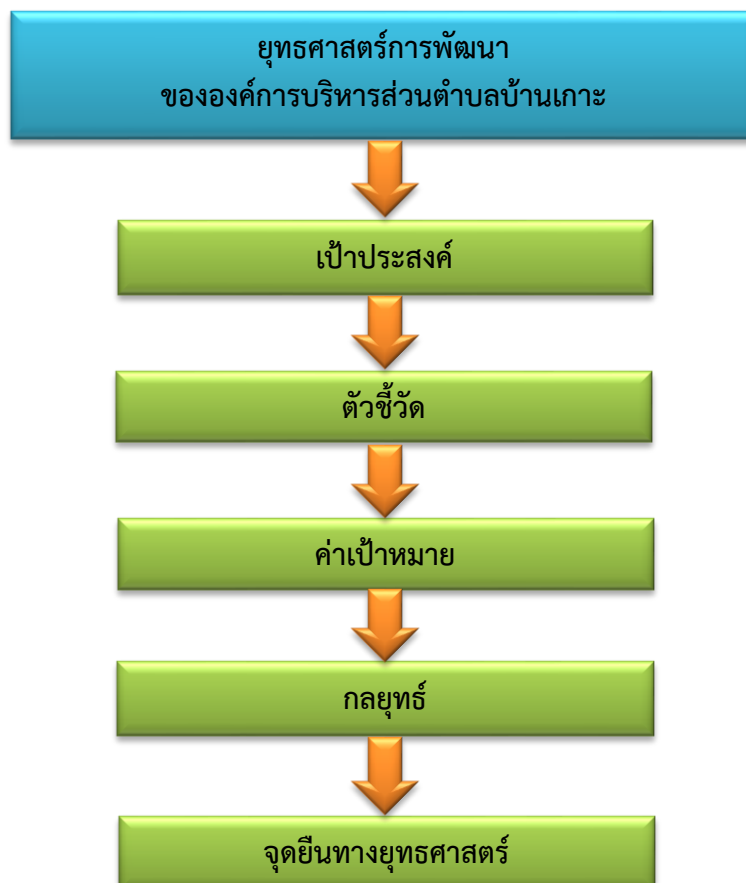 ยุทธศาสตร์การพัฒนา
ขององค์การบริหารส่วนตำบลบ้านเกาะ
เป้าประสงค์
ตัวชี้วัด
ค่าเป้าหมาย
กลยุทธ์
จุดยืนทางยุทธศาสตร์